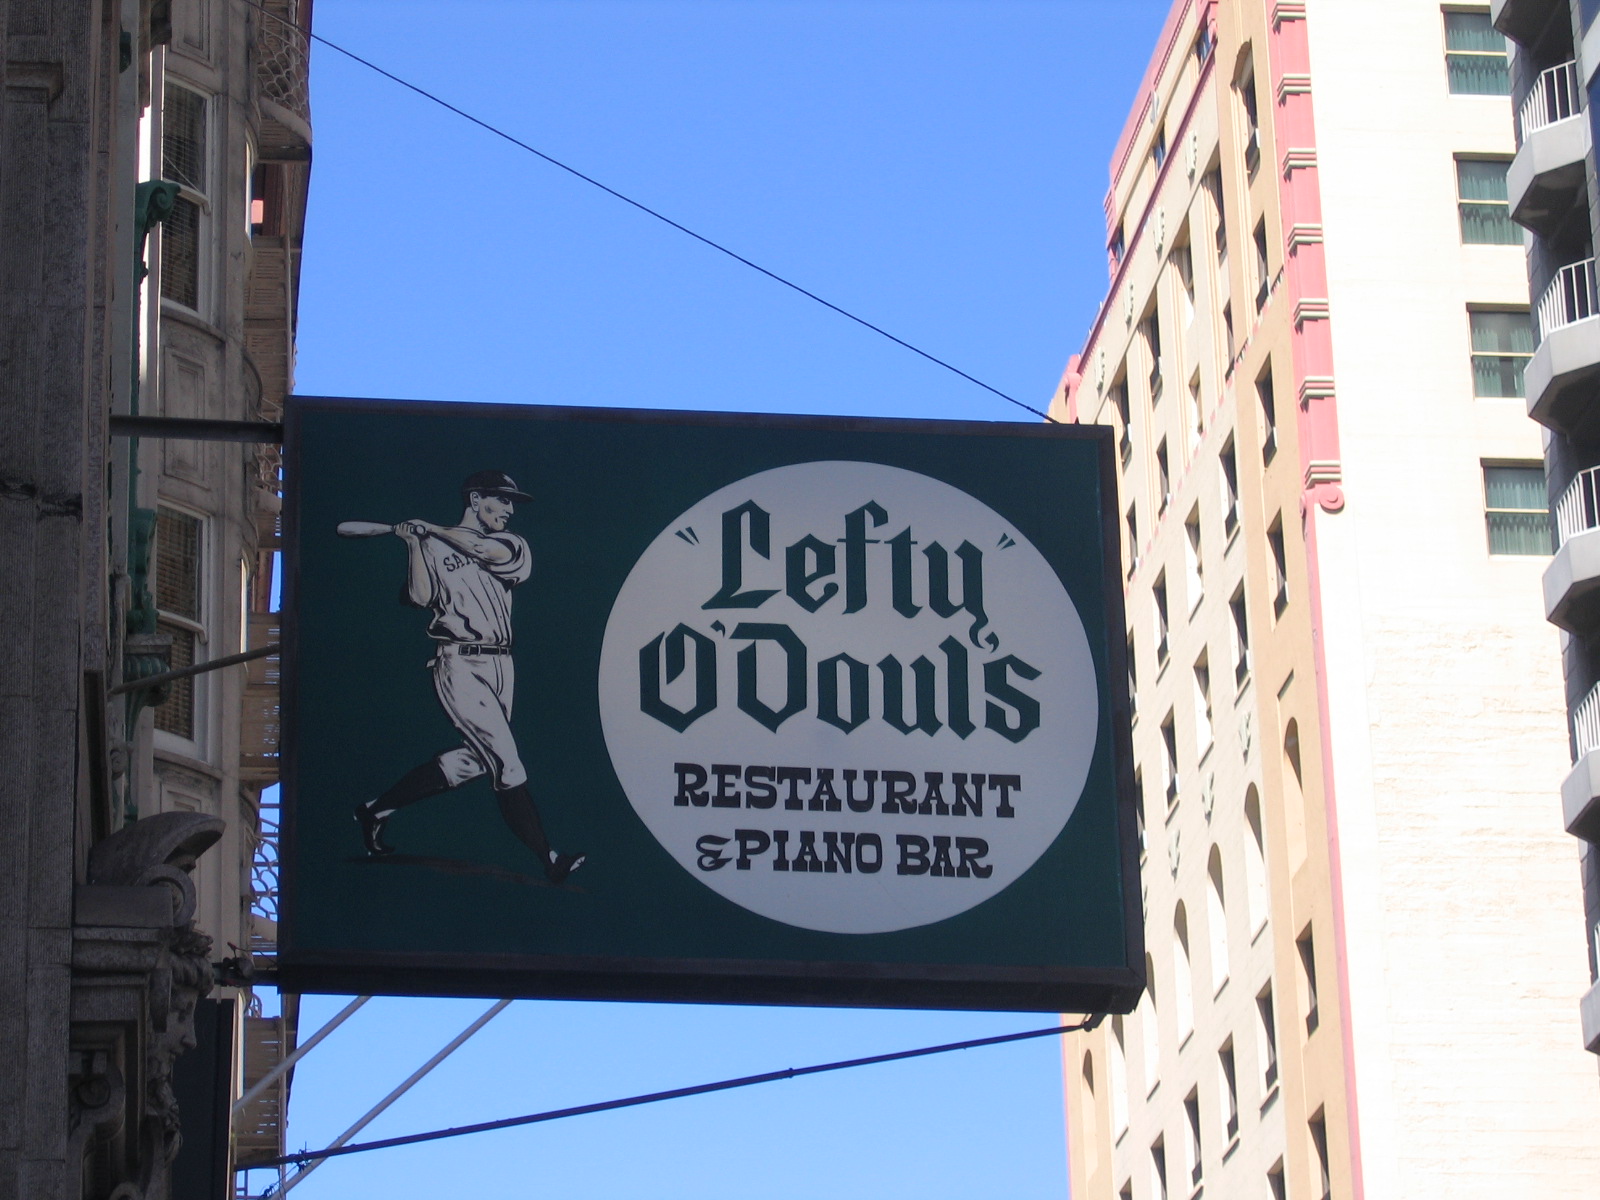 "Lefty"
O'Doul's
RESTAURANT
& PIANO BAR